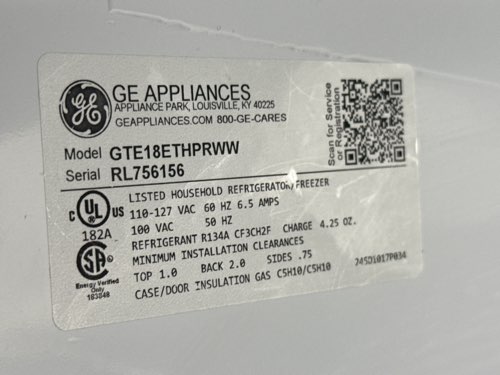 GE APPLIANCES
APPLIANCE PARK, LOUISVILLE, KY 40225
GEAPPLIANCES.COM 800-GE-CARES
Scan for Service
or Registration
Model GTE18ETHPRWW
Serial RL756156
C UL US
182A
LISTED HOUSEHOLD REFRIGERATOR/FREEZER
110-127 VAC 60 HZ 6.5 AMPS
100 VAC 50 HZ
REFRIGERANT R134A CF3CH2F CHARGE 4.25 OZ.
MINIMUM INSTALLATION CLEARANCES
TOP 1.0 BACK 2.0 SIDES .75
CASE/DOOR INSULATION GAS C5H10/C5H10
245D1017P034
SA
Energy Verified
Only
183540